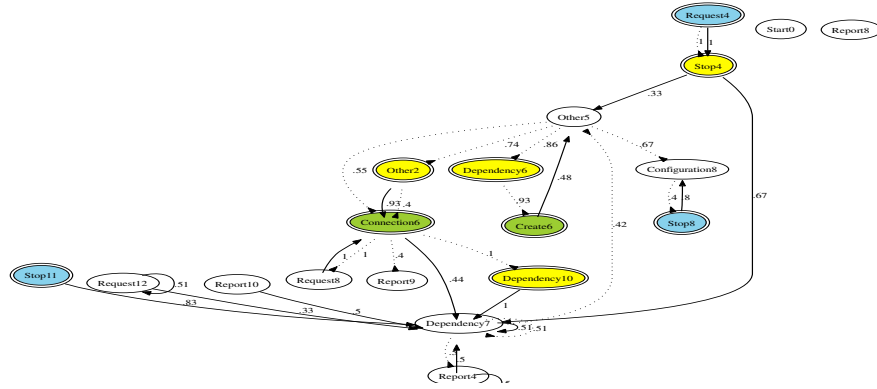 Request4
Start0
Report8
1
1
Stop4
.33
Other5
.74
.86
.67
.55
Other2
Dependency6
Configuration8
.93
.4
.93
.48
.4
.8
.67
Connection6
Create6
Stop8
.42
Stop11
Request12
.51
Report10
Request8
1
1
.4
Report9
.44
.1
Dependency10
.83
.33
.5
1
Dependency7
.51
.51
.5
Report4